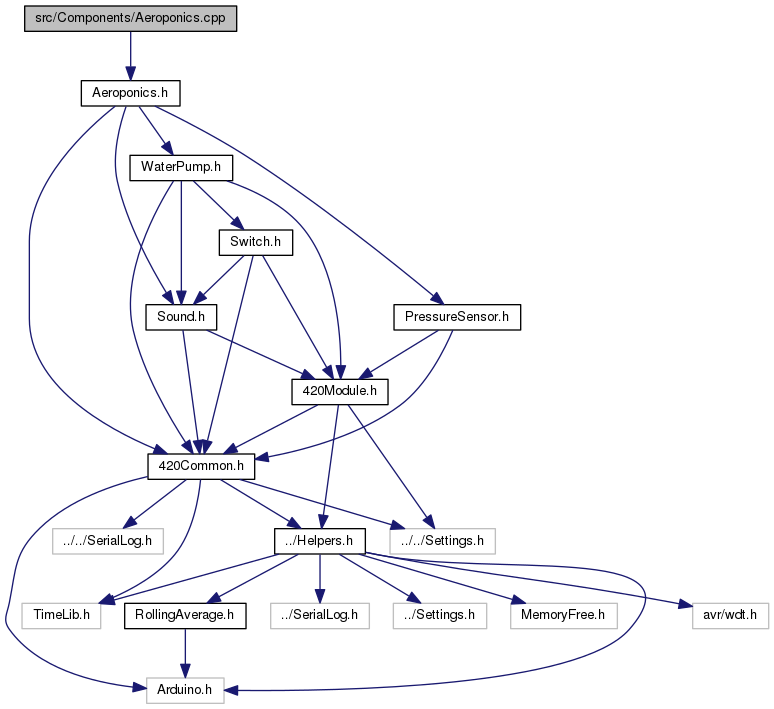 src/Components/Aeroponics.cpp
Aeroponics.h
WaterPump.h
Switch.h
Sound.h
PressureSensor.h
420Module.h
420Common.h
../../SerialLog.h
../Helpers.h
../../Settings.h
TimeLib.h
RollingAverage.h
../SerialLog.h
../Settings.h
MemoryFree.h
avr/wdt.h
Arduino.h